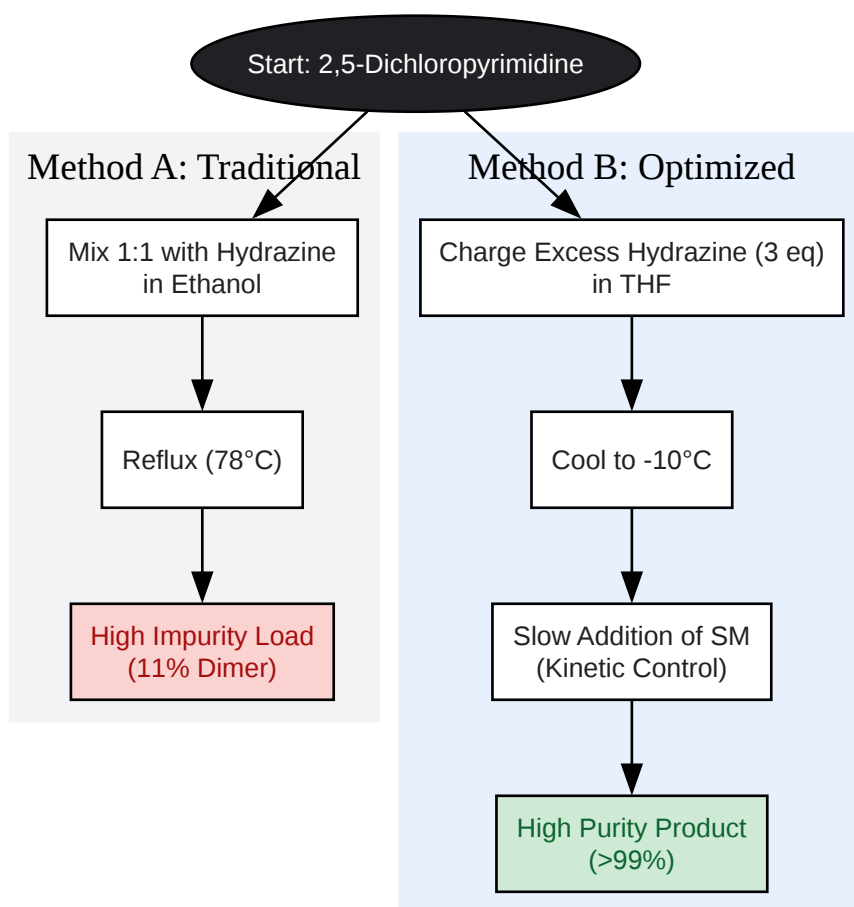 Start: 2,5-Dichloropyrimidine
Method A: Traditional
Mix 1:1 with Hydrazine
in Ethanol
Reflux (78°C)
High Impurity Load
(11% Dimer)
Method B: Optimized
Charge Excess Hydrazine (3 eq)
in THF
Cool to -10°C
Slow Addition of SM
(Kinetic Control)
High Purity Product
(>99%)